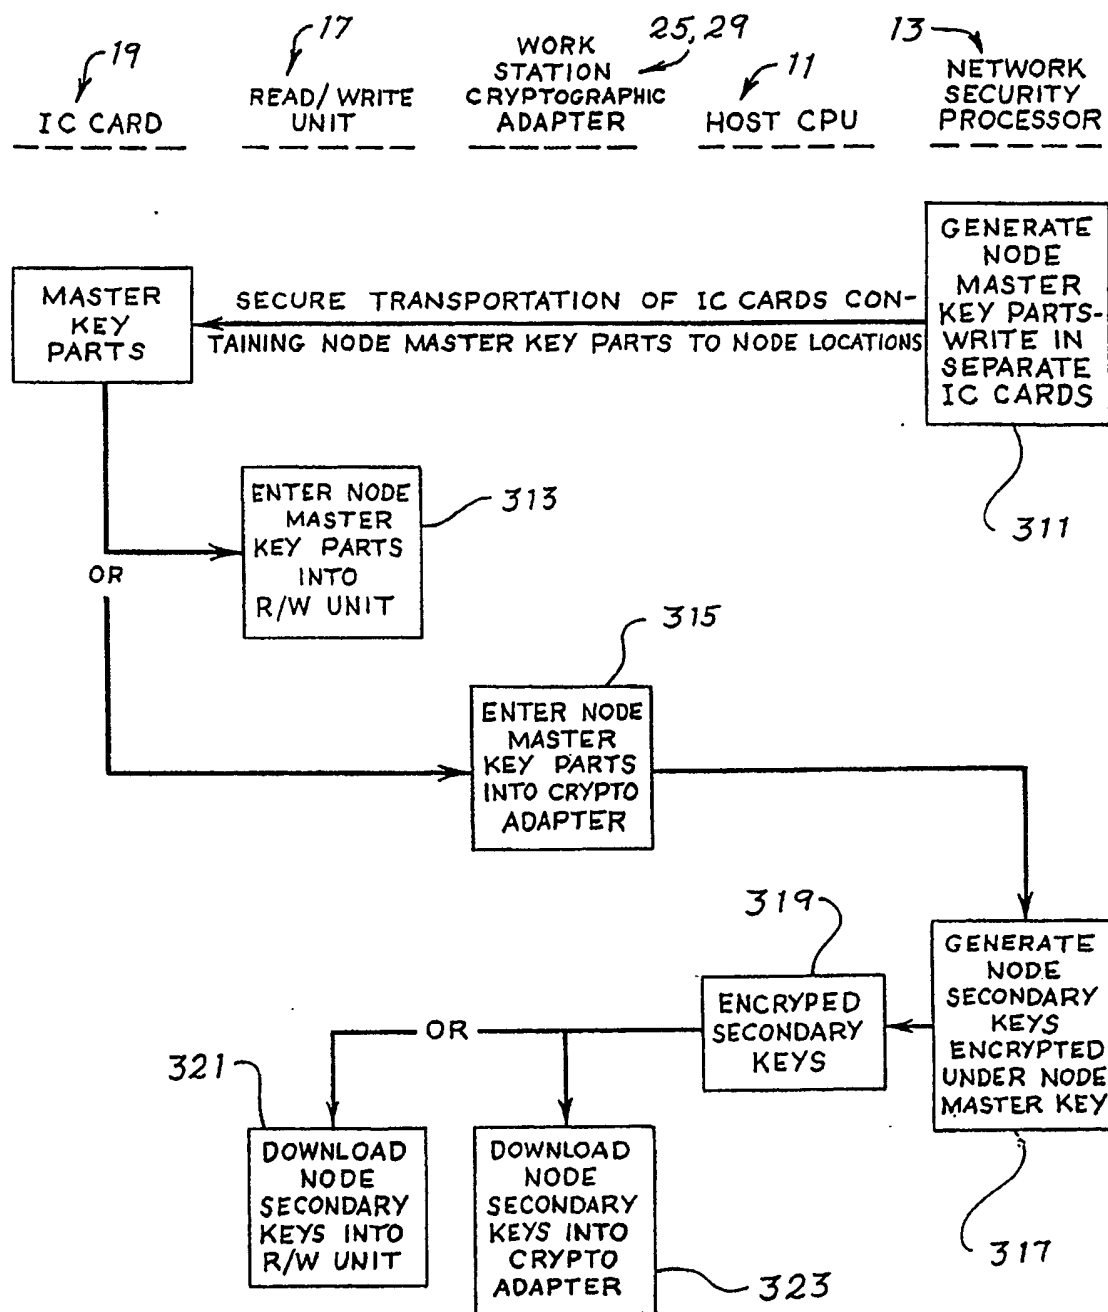 19
IC CARD
17
READ/WRITE
UNIT
25,29
WORK
STATION
CRYPTOGRAPHIC
ADAPTER
11
HOST CPU
13
NETWORK
SECURITY
PROCESSOR
GENERATE
NODE
MASTER
KEY PARTS-
WRITE IN
SEPARATE
IC CARDS
311
SECURE TRANSPORTATION OF IC CARDS CON-
TAINING NODE MASTER KEY PARTS TO NODE LOCATIONS
MASTER
KEY
PARTS
OR
ENTER NODE
MASTER
KEY PARTS
INTO
R/W UNIT
313
315
ENTER NODE
MASTER
KEY PARTS
INTO CRYPTO
ADAPTER
GENERATE
NODE
SECONDARY
KEYS
ENCRYPTED
UNDER NODE
MASTER KEY
317
319
ENCRYPED
SECONDARY
KEYS
OR
321
DOWNLOAD
NODE
SECONDARY
KEYS INTO
R/W UNIT
DOWNLOAD
NODE
SECONDARY
KEYS INTO
CRYPTO
ADAPTER
323